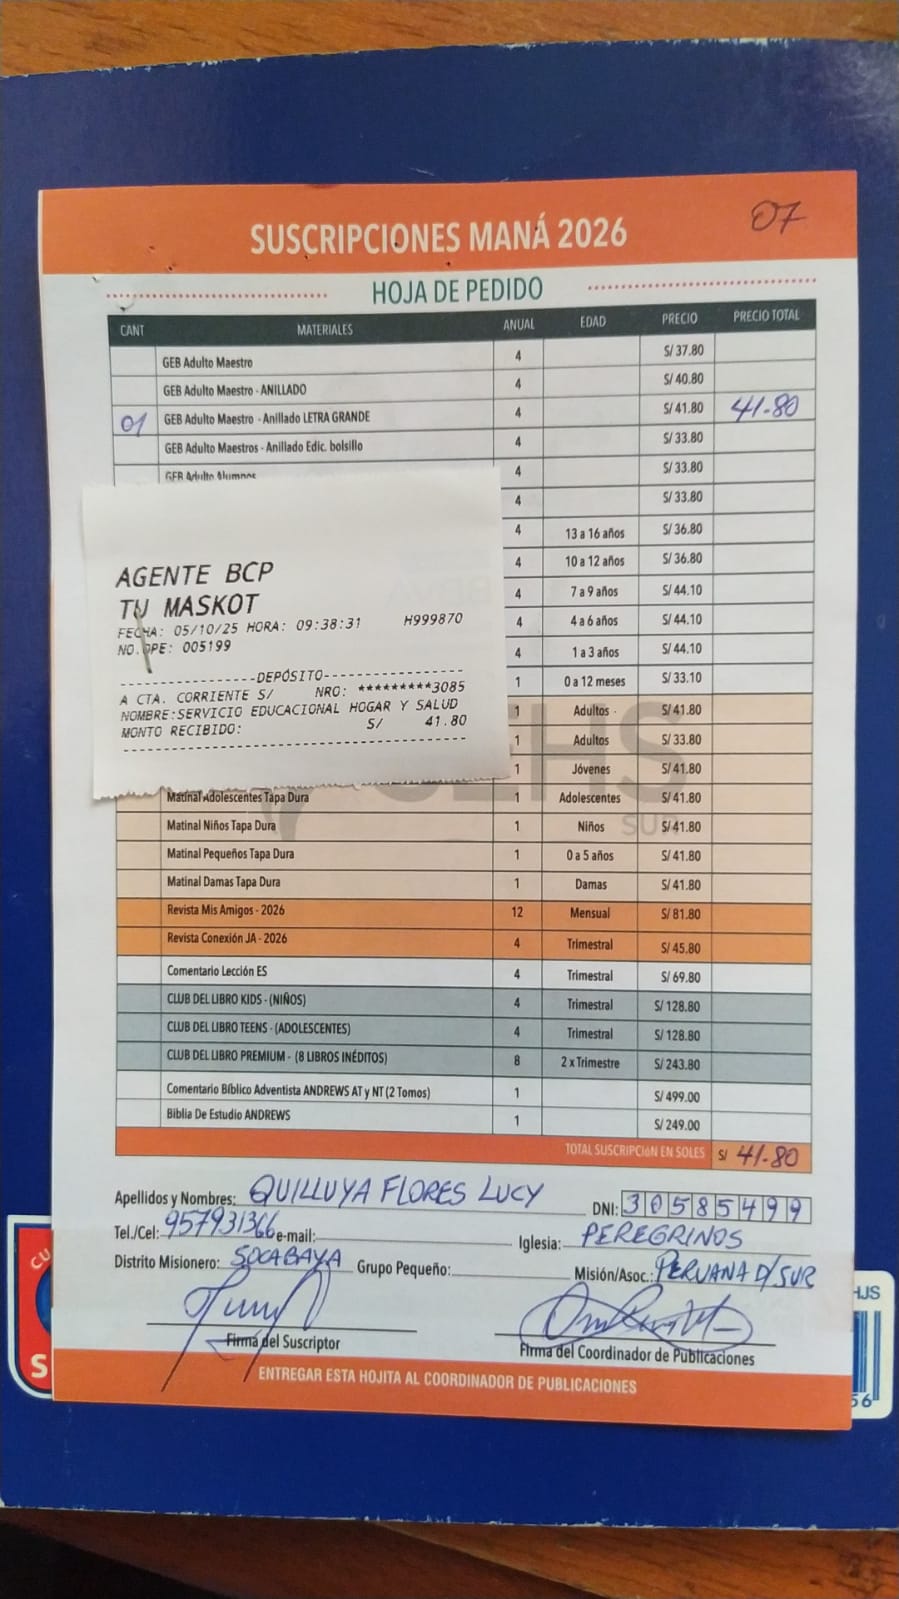 07
SUSCRIPCIONES MANÁ 2026
HOJA DE PEDIDO
CANT MATERIALES ANUAL EDAD PRECIO PRECIO TOTAL
GEB Adulto Maestro 4 S/ 37.80
GEB Adulto Maestro - ANILLADO 4 S/ 40.80
01 GEB Adulto Maestro - Anillado LETRA GRANDE 4 S/ 41.80 41.80
GEB Adulto Maestros - Anillado Edic. bolsillo 4 S/ 33.80
GEB Adulto Alumnos 4 S/ 33.80
4 S/ 33.80
4 13 a 16 años S/ 36.80
4 10 a 12 años S/ 36.80
4 7 a 9 años S/ 44.10
4 4 a 6 años S/ 44.10
4 1 a 3 años S/ 44.10
1 0 a 12 meses S/ 33.10
1 Adultos S/ 41.80
1 Adultos S/ 33.80
1 Jóvenes S/ 41.80
AGENTE BCP
TU MASKOT
FECHA: 05/10/25 HORA: 09:38:31 H999870
NO.OPE: 005199
DEPÓSITO
A CTA. CORRIENTE S/ NRO: *********3085
NOMBRE:SERVICIO EDUCACIONAL HOGAR Y SALUD
MONTO RECIBIDO: S/ 41.80
Matinal Adolescentes Tapa Dura 1 Adolescentes S/ 41.80
Matinal Niños Tapa Dura 1 Niños S/ 41.80
Matinal Pequeños Tapa Dura 1 0 a 5 años S/ 41.80
Matinal Damas Tapa Dura 1 Damas S/ 41.80
Revista Mis Amigos - 2026 12 Mensual S/ 81.80
Revista Conexión JA - 2026 4 Trimestral S/ 45.80
Comentario Lección ES 4 Trimestral S/ 69.80
CLUB DEL LIBRO KIDS - (NIÑOS) 4 Trimestral S/ 128.80
CLUB DEL LIBRO TEENS - (ADOLESCENTES) 4 Trimestral S/ 128.80
CLUB DEL LIBRO PREMIUM - (8 LIBROS INÉDITOS) 8 2 x Trimestre S/ 243.80
Comentario Bíblico Adventista ANDREWS AT y NT (2 Tomos) 1 S/ 499.00
Biblia De Estudio ANDREWS 1 S/ 249.00
TOTAL SUSCRIPCIóN EN SOLES S/ 41.80
Apellidos y Nombres: QUILLUYA FLORES LUCY DNI: 30585499
Tel./Cel: 957931366 e-mail: Iglesia: PEREGRINOS
Distrito Misionero: SOCABAYA Grupo Pequeño: Misión/Asoc.: PERUANA D/SUR
Firma del Suscriptor Firma del Coordinador de Publicaciones
ENTREGAR ESTA HOJITA AL COORDINADOR DE PUBLICACIONES